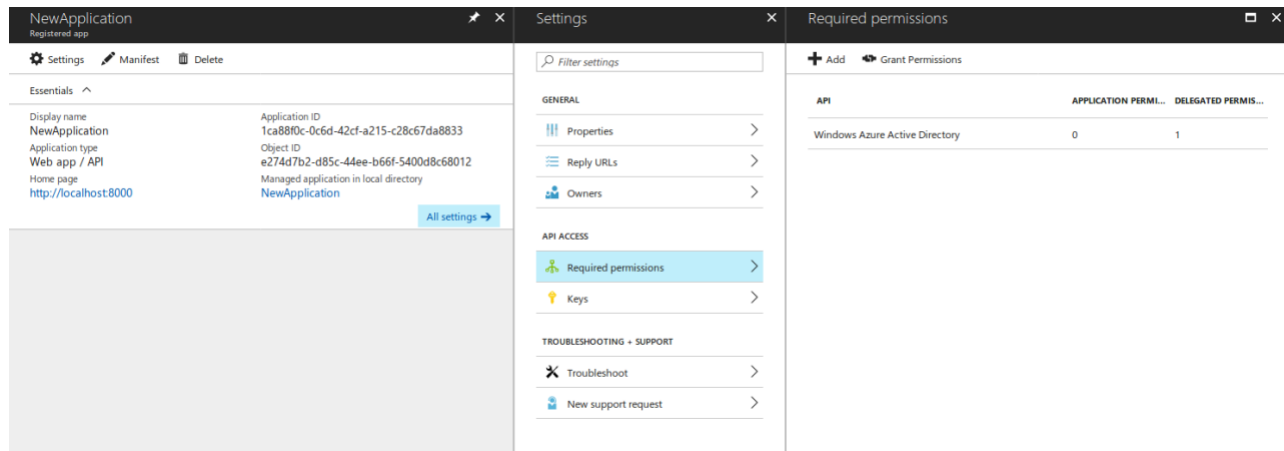 NewApplication
Registered app
Settings Manifest Delete
Essentials
Display name
NewApplication
Application type
Web app / API
Home page
http://localhost:8000
Application ID
1ca88f0c-0c6d-42cf-a215-c28c67da8833
Object ID
e274d7b2-d85c-44ee-b66f-5400d8c68012
Managed application in local directory
NewApplication
All settings →
Settings
Filter settings
GENERAL
Properties
Reply URLs
Owners
API ACCESS
Required permissions
Keys
TROUBLESHOOTING + SUPPORT
Troubleshoot
New support request
Required permissions
Add Grant Permissions
API APPLICATION PERMI... DELEGATED PERMIS...
Windows Azure Active Directory 0 1